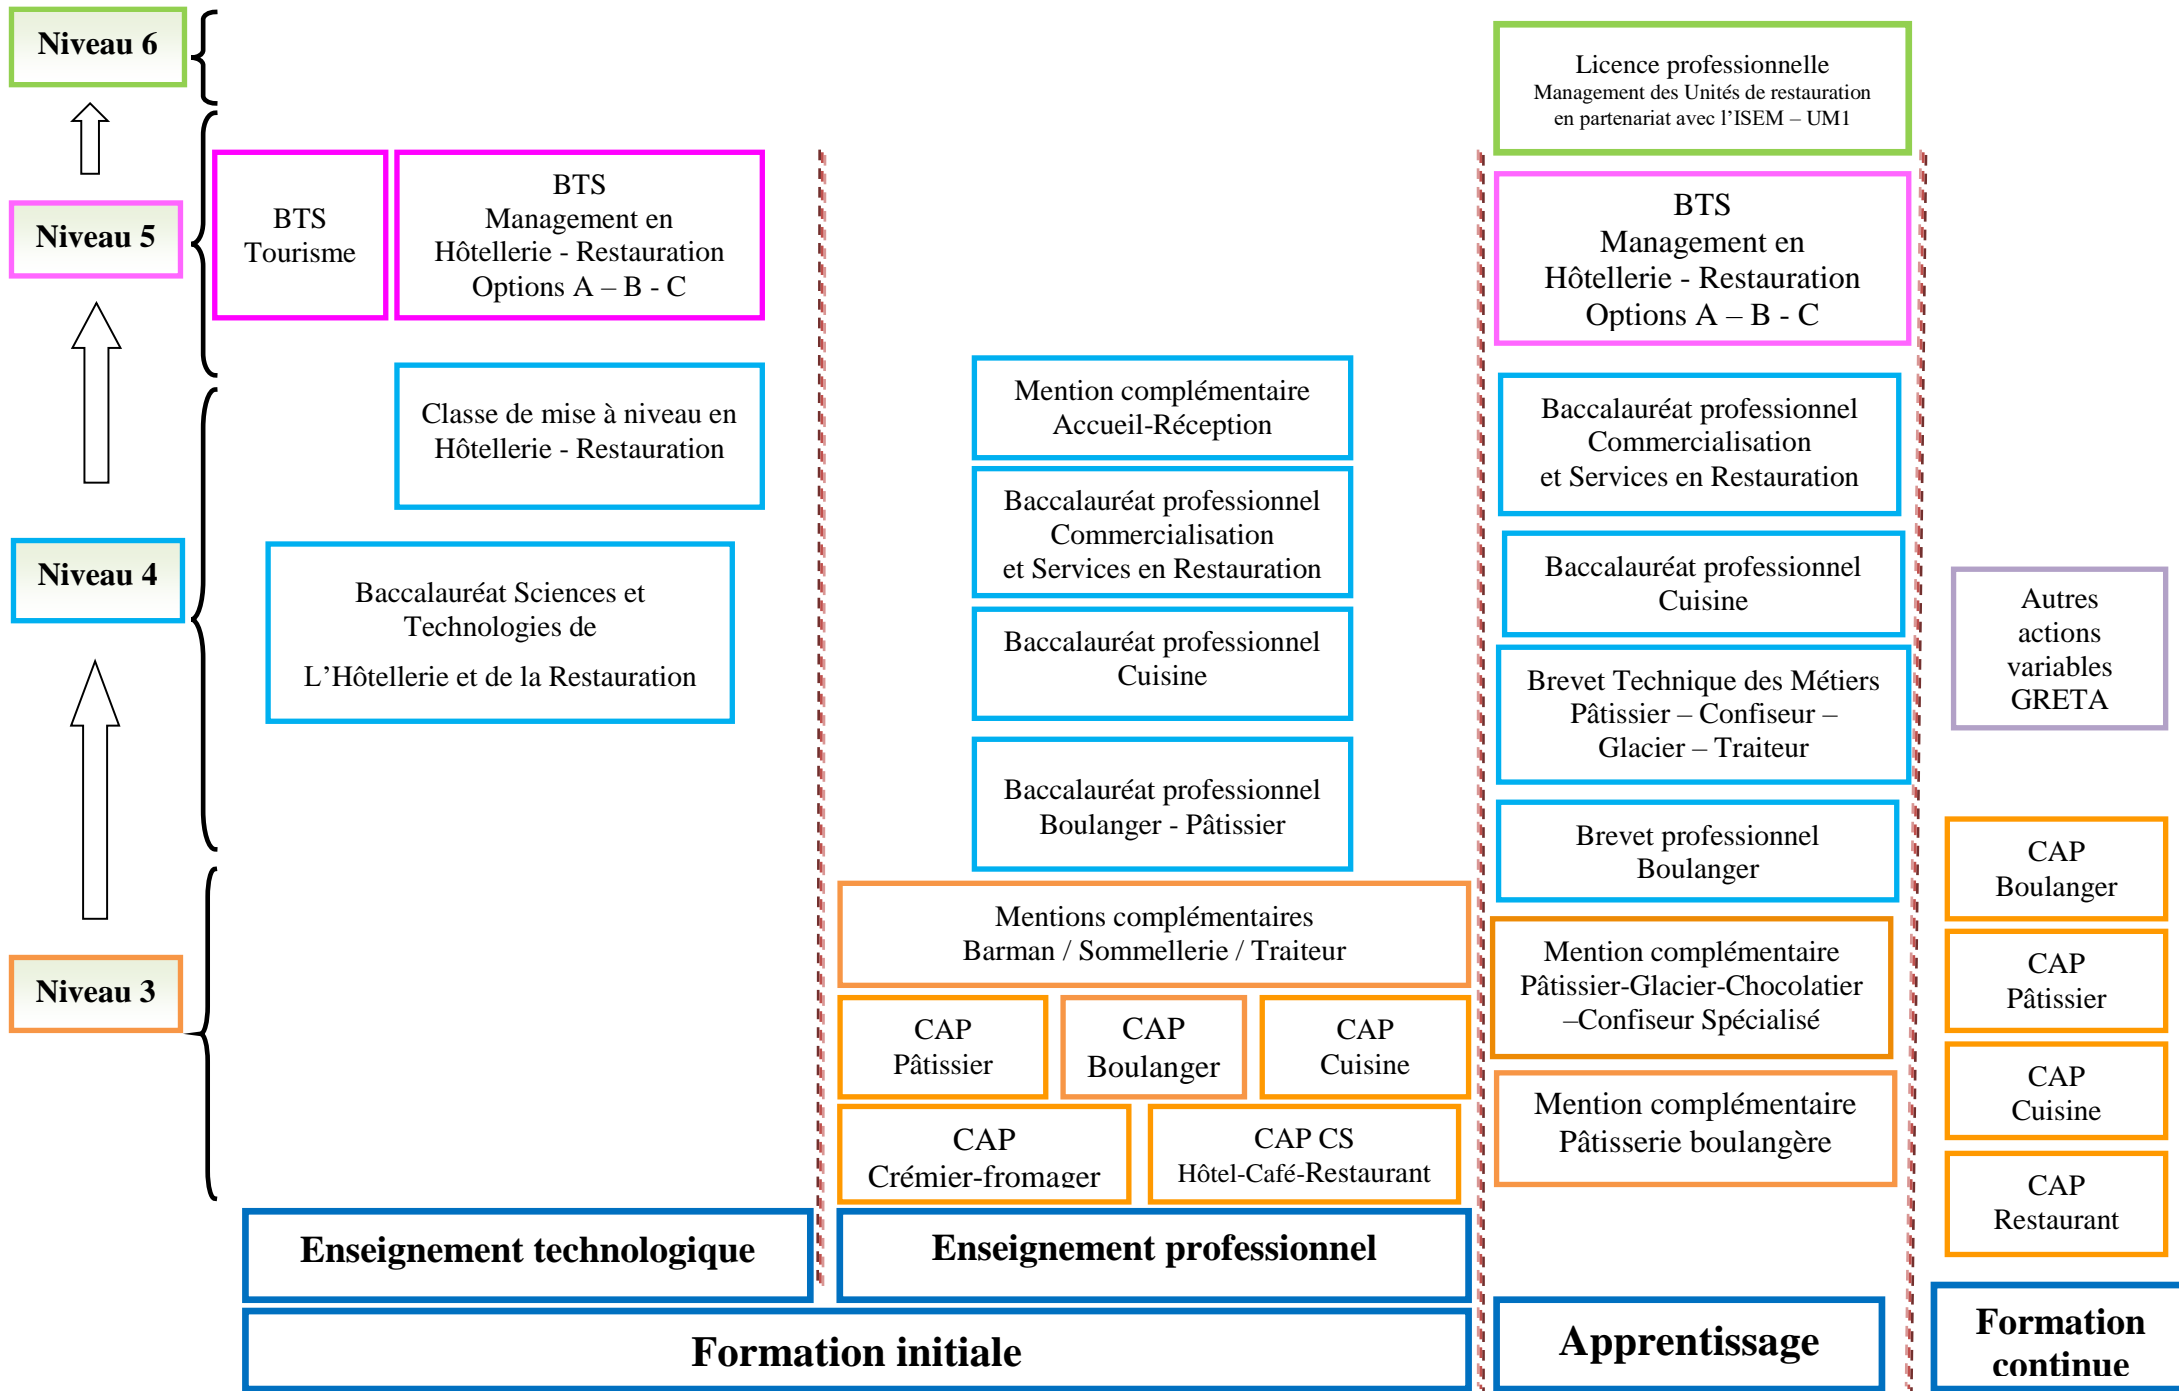 Niveau 6
Niveau 5
Niveau 4
Niveau 3
BTS
Tourisme
BTS
Management en
Hôtellerie - Restauration
Options A – B - C
Classe de mise à niveau en
Hôtellerie - Restauration
Baccalauréat Sciences et
Technologies de
L’Hôtellerie et de la Restauration
Enseignement technologique
Mention complémentaire
Accueil-Réception
Baccalauréat professionnel
Commercialisation
et Services en Restauration
Baccalauréat professionnel
Cuisine
Baccalauréat professionnel
Boulanger - Pâtissier
Mentions complémentaires
Barman / Sommellerie / Traiteur
CAP
Pâtissier
CAP
Boulanger
CAP
Cuisine
CAP
Crémier-fromager
CAP CS
Hôtel-Café-Restaurant
Enseignement professionnel
Formation initiale
Licence professionnelle
Management des Unités de restauration
en partenariat avec l’ISEM – UM1
BTS
Management en
Hôtellerie - Restauration
Options A – B - C
Baccalauréat professionnel
Commercialisation
et Services en Restauration
Baccalauréat professionnel
Cuisine
Brevet Technique des Métiers
Pâtissier – Confiseur –
Glacier – Traiteur
Brevet professionnel
Boulanger
Mention complémentaire
Pâtissier-Glacier-Chocolatier
–Confiseur Spécialisé
Mention complémentaire
Pâtisserie boulangère
Apprentissage
Autres
actions
variables
GRETA
CAP
Boulanger
CAP
Pâtissier
CAP
Cuisine
CAP
Restaurant
Formation
continue